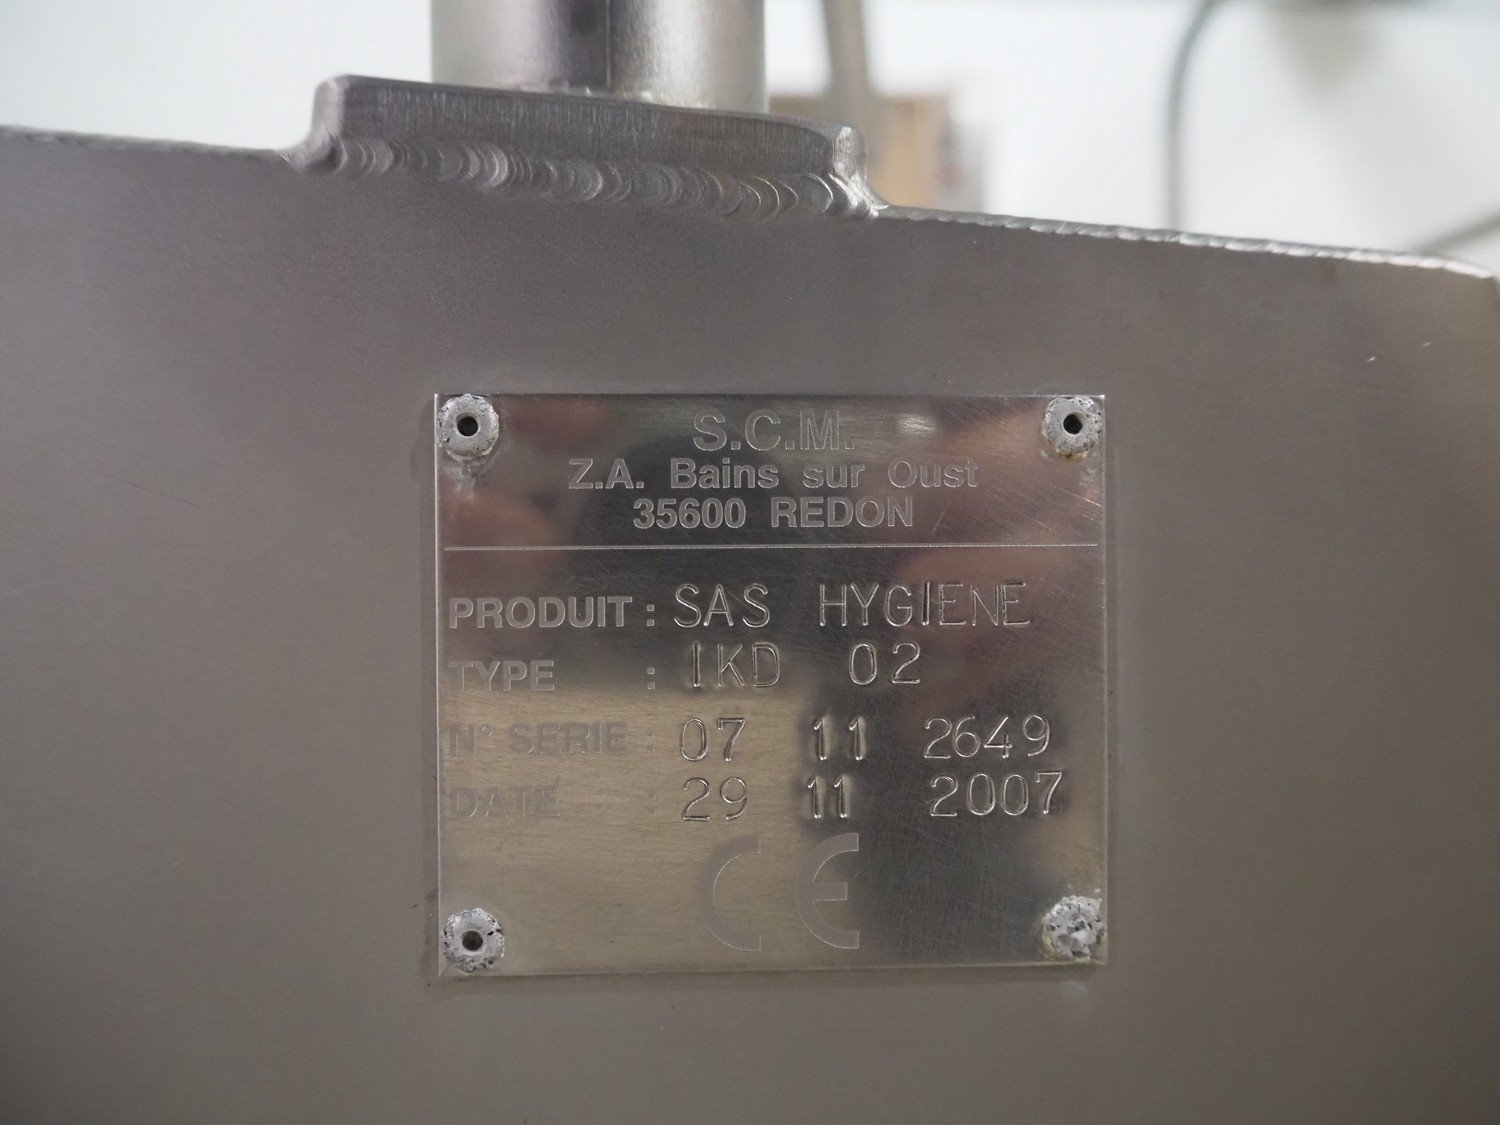 S.C.M.
Z.A. Bains sur Oust
35600 REDON
PRODUIT : SAS HYGIENE
TYPE : IKD 02
N° SERIE : 07 11 2649
DATE : 29 11 2007
CE